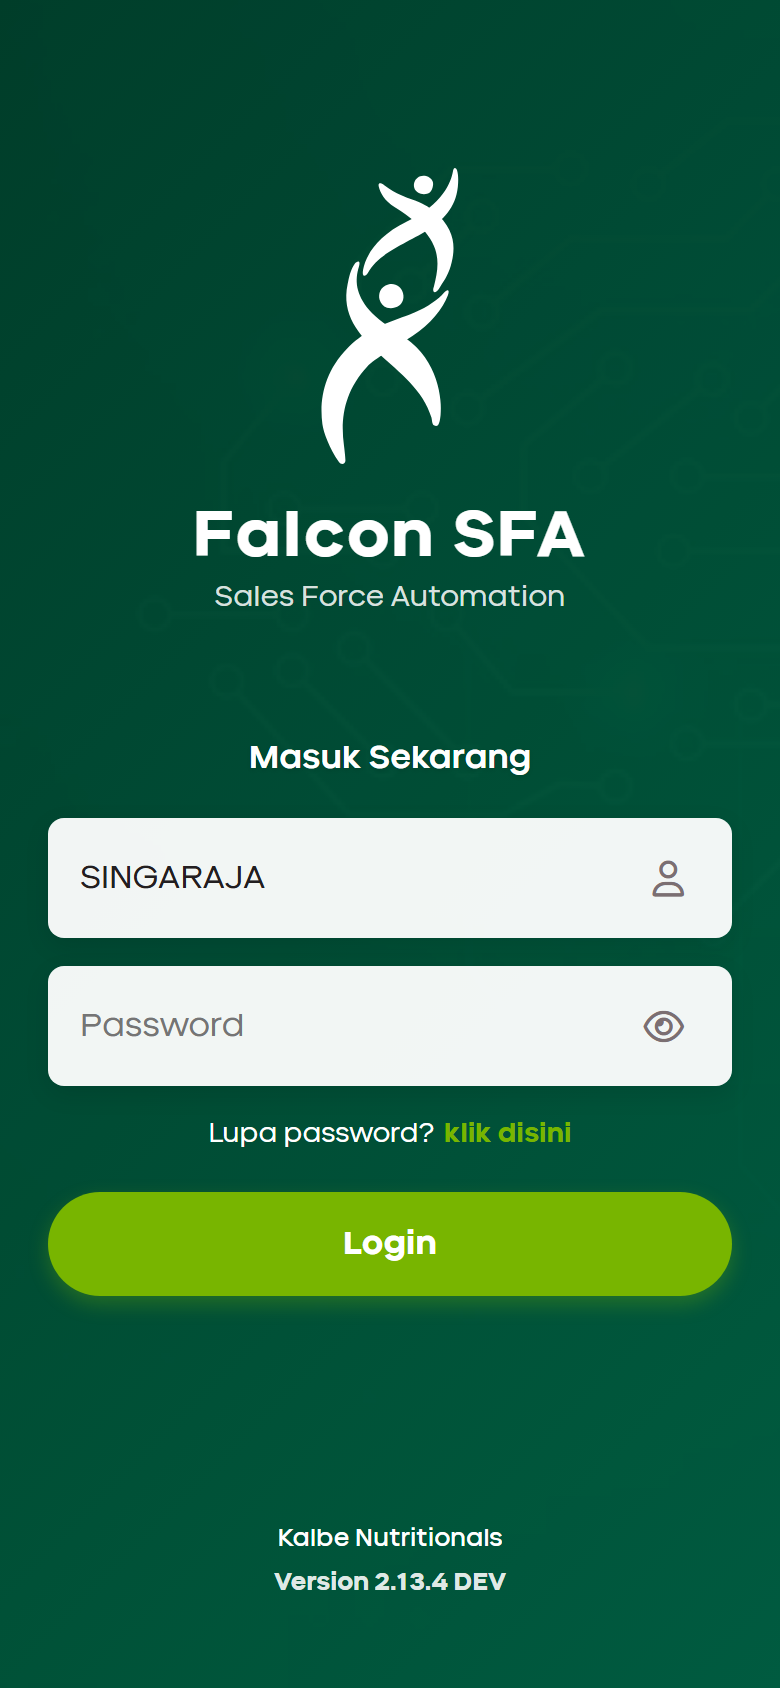 Falcon SFA
Sales Force Automation
Masuk Sekarang
SINGARAJA
Password
Lupa password? klik disini
Login
Kalbe Nutritionals
Version 2.13.4 DEV